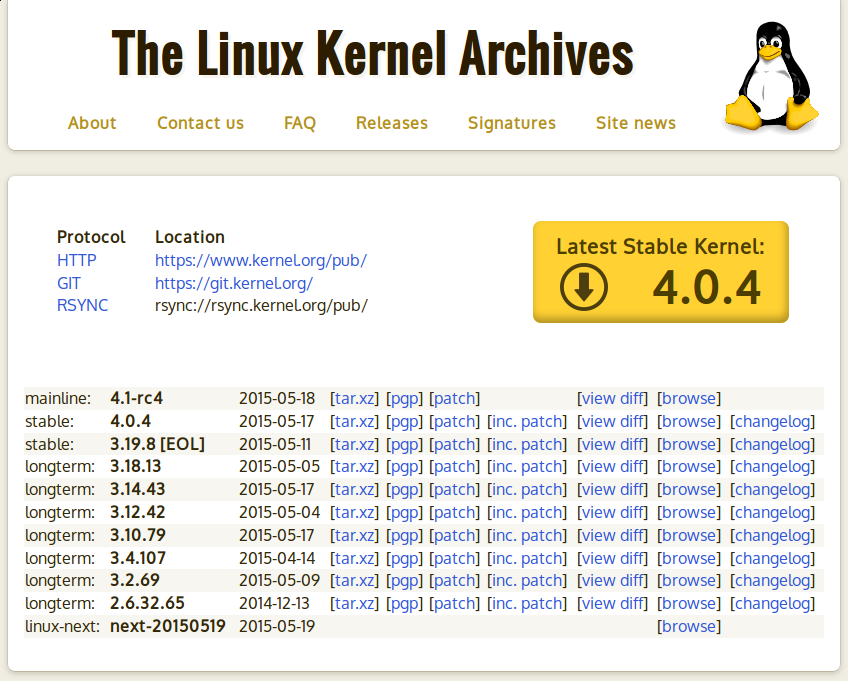 The Linux Kernel Archives
About Contact us FAQ Releases Signatures Site news
Protocol Location
HTTP https://www.kernel.org/pub/
GIT https://git.kernel.org/
RSYNC rsync://rsync.kernel.org/pub/
Latest Stable Kernel:
4.0.4
mainline: 4.1-rc4 2015-05-18 [tar.xz] [pgp] [patch] [view diff] [browse]
stable: 4.0.4 2015-05-17 [tar.xz] [pgp] [patch] [inc. patch] [view diff] [browse] [changelog]
stable: 3.19.8 [EOL] 2015-05-11 [tar.xz] [pgp] [patch] [inc. patch] [view diff] [browse] [changelog]
longterm: 3.18.13 2015-05-05 [tar.xz] [pgp] [patch] [inc. patch] [view diff] [browse] [changelog]
longterm: 3.14.43 2015-05-17 [tar.xz] [pgp] [patch] [inc. patch] [view diff] [browse] [changelog]
longterm: 3.12.42 2015-05-04 [tar.xz] [pgp] [patch] [inc. patch] [view diff] [browse] [changelog]
longterm: 3.10.79 2015-05-17 [tar.xz] [pgp] [patch] [inc. patch] [view diff] [browse] [changelog]
longterm: 3.4.107 2015-04-14 [tar.xz] [pgp] [patch] [inc. patch] [view diff] [browse] [changelog]
longterm: 3.2.69 2015-05-09 [tar.xz] [pgp] [patch] [inc. patch] [view diff] [browse] [changelog]
longterm: 2.6.32.65 2014-12-13 [tar.xz] [pgp] [patch] [inc. patch] [view diff] [browse] [changelog]
linux-next: next-20150519 2015-05-19 [browse]